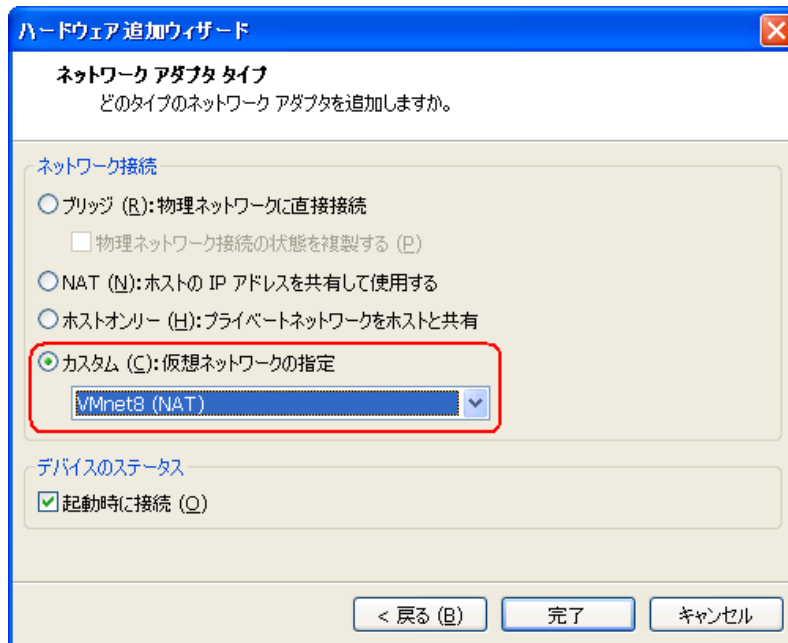 ハードウェア追加ウィザード
ネットワーク アダプタ タイプ
どのタイプのネットワーク アダプタを追加しますか。
ネットワーク接続
ブリッジ (R):物理ネットワークに直接接続
物理ネットワーク接続の状態を複製する (P)
NAT (N):ホストの IP アドレスを共有して使用する
ホストオンリー (H):プライベートネットワークをホストと共有
カスタム (C):仮想ネットワークの指定
VMnet8 (NAT)
デバイスのステータス
起動時に接続 (O)
< 戻る (B) 完了 キャンセル